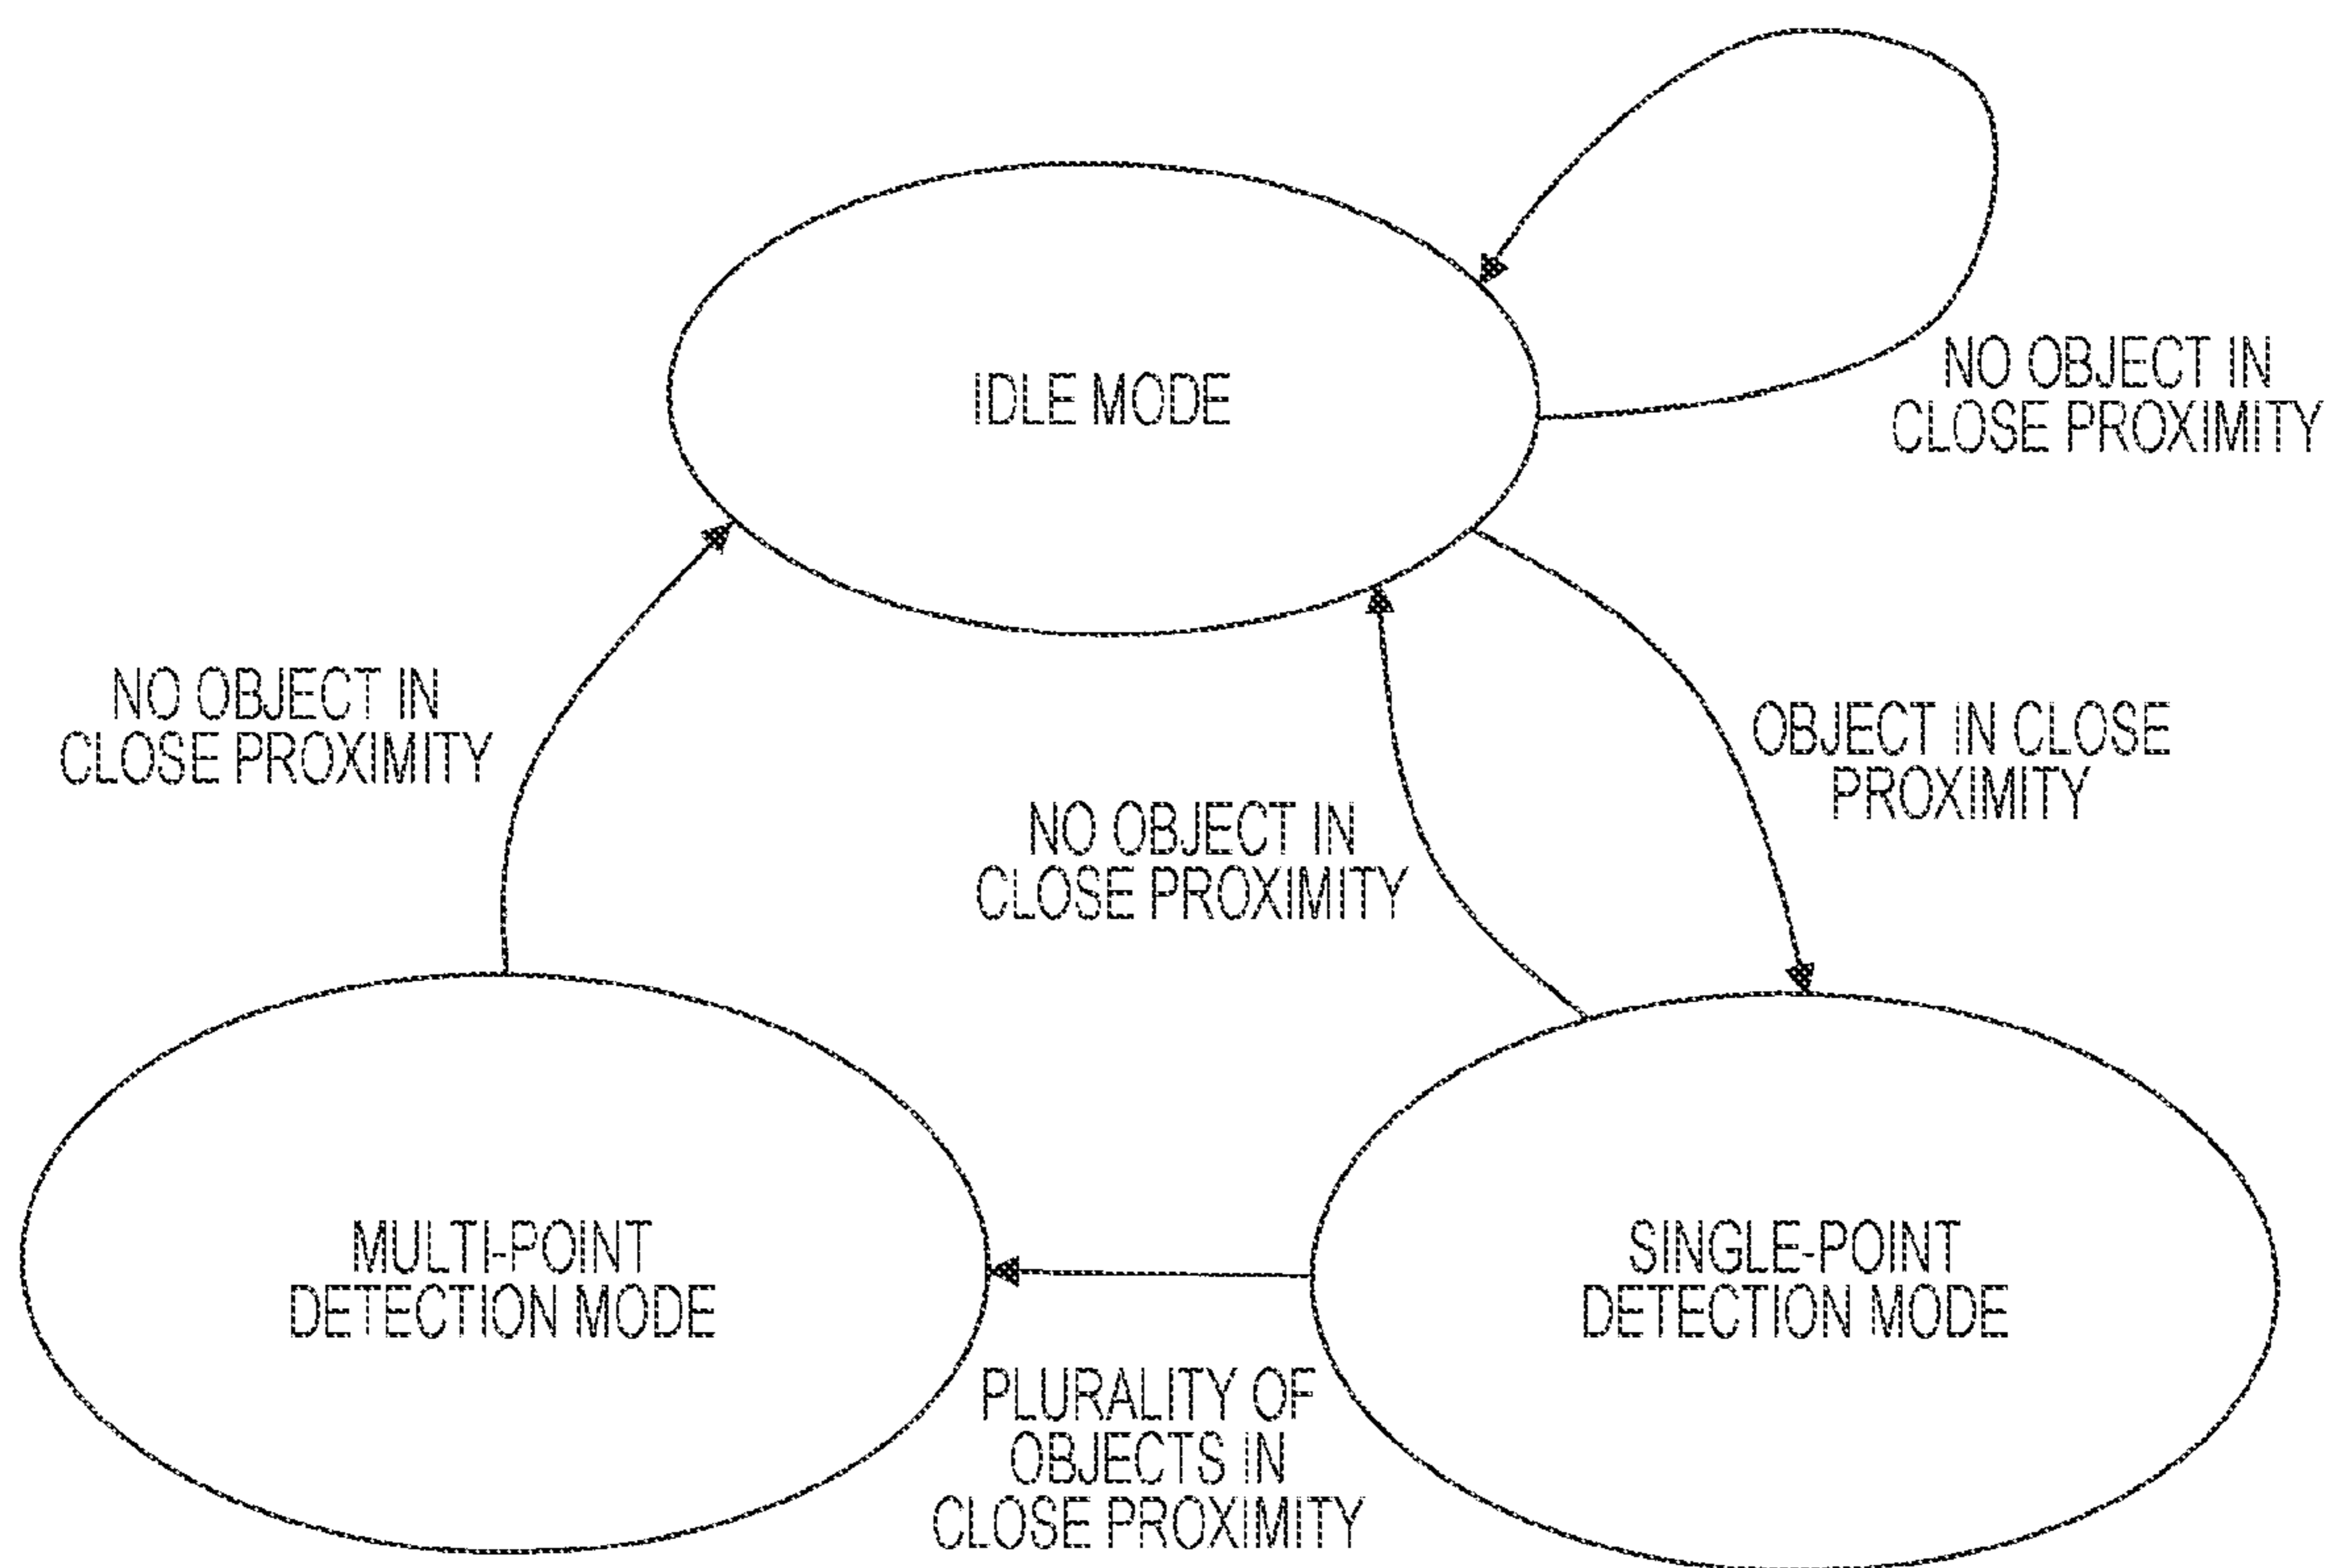 IDLE MODE
NO OBJECT IN
CLOSE PROXIMITY
NO OBJECT IN
CLOSE PROXIMITY
OBJECT IN CLOSE
PROXIMITY
NO OBJECT IN
CLOSE PROXIMITY
MULTI-POINT
DETECTION MODE
SINGLE-POINT
DETECTION MODE
PLURALITY OF
OBJECTS IN
CLOSE PROXIMITY